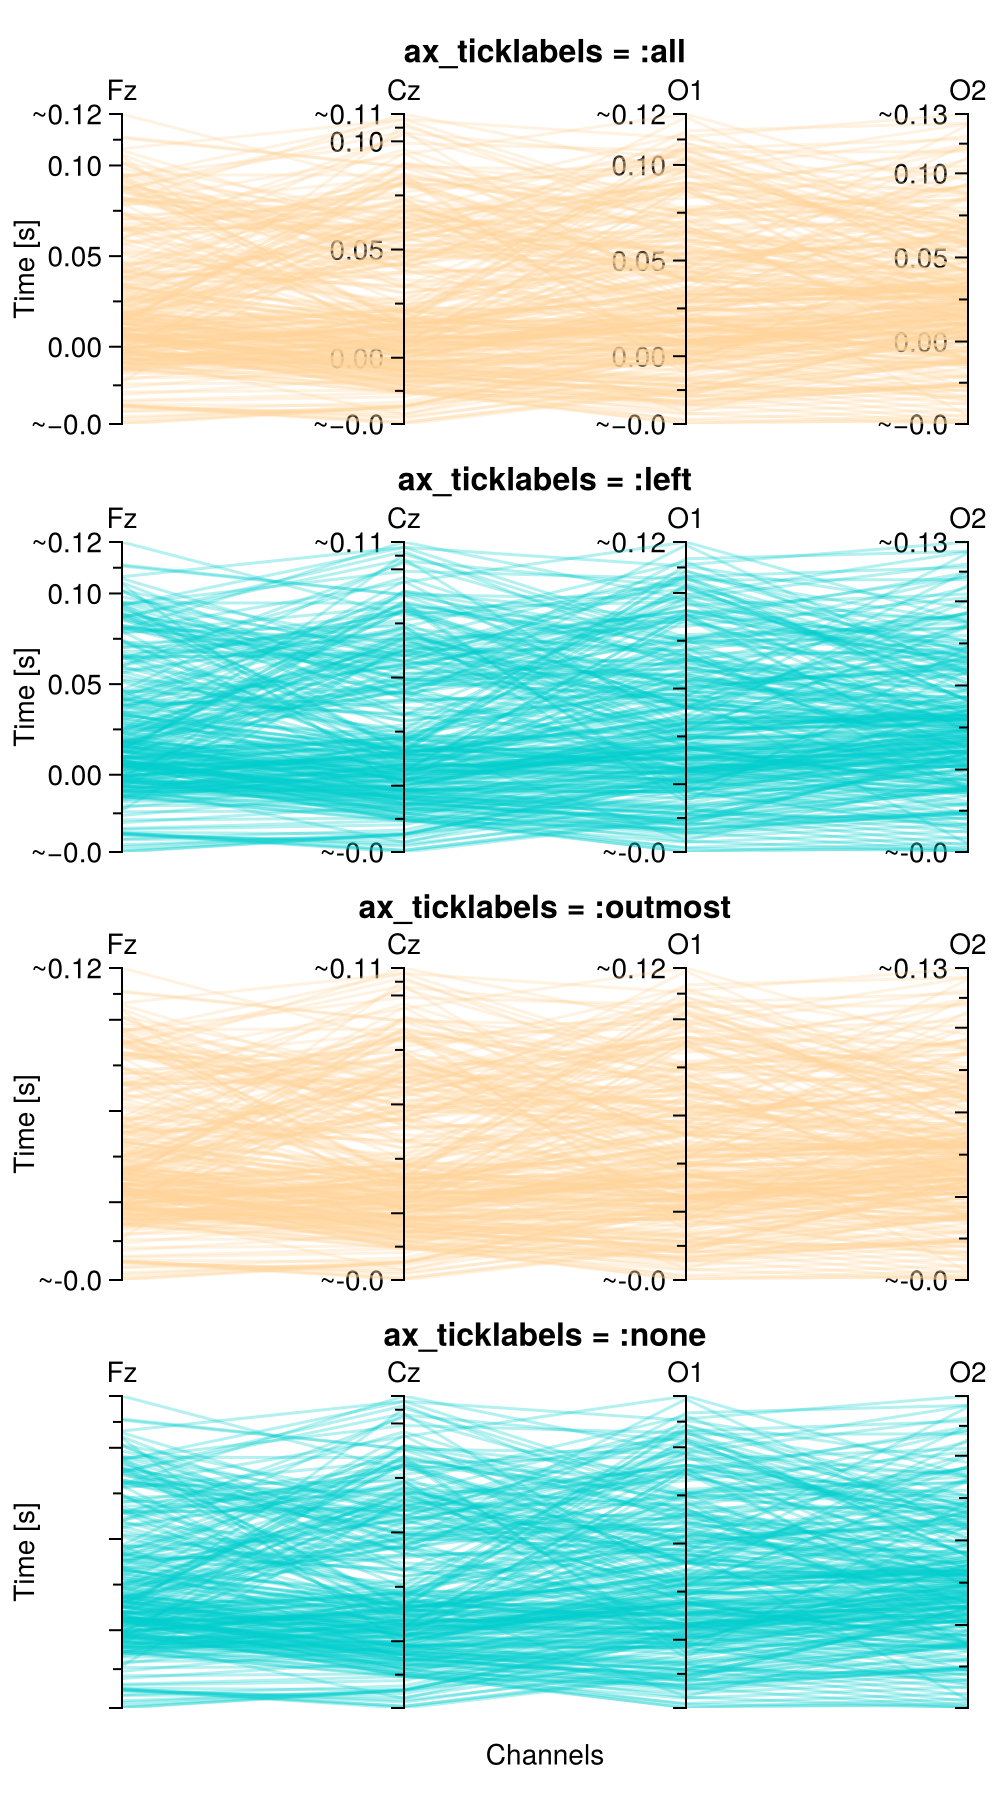 ax_ticklabels = :all
Fz Cz O1 O2
~0.12 ~0.11 ~0.12 ~0.13
0.10 0.10 0.10 0.10
0.05 0.05 0.05 0.05
0.00 0.00 0.00 0.00
~−0.0 ~−0.0 ~−0.0 ~−0.0
Time [s]
ax_ticklabels = :left
Fz Cz O1 O2
~0.12 ~0.11 ~0.12 ~0.13
0.10
0.05
0.00
~−0.0 ~-0.0 ~-0.0 ~-0.0
Time [s]
ax_ticklabels = :outmost
Fz Cz O1 O2
~0.12 ~0.11 ~0.12 ~0.13
~-0.0 ~-0.0 ~-0.0 ~-0.0
Time [s]
ax_ticklabels = :none
Fz Cz O1 O2
Time [s]
Channels